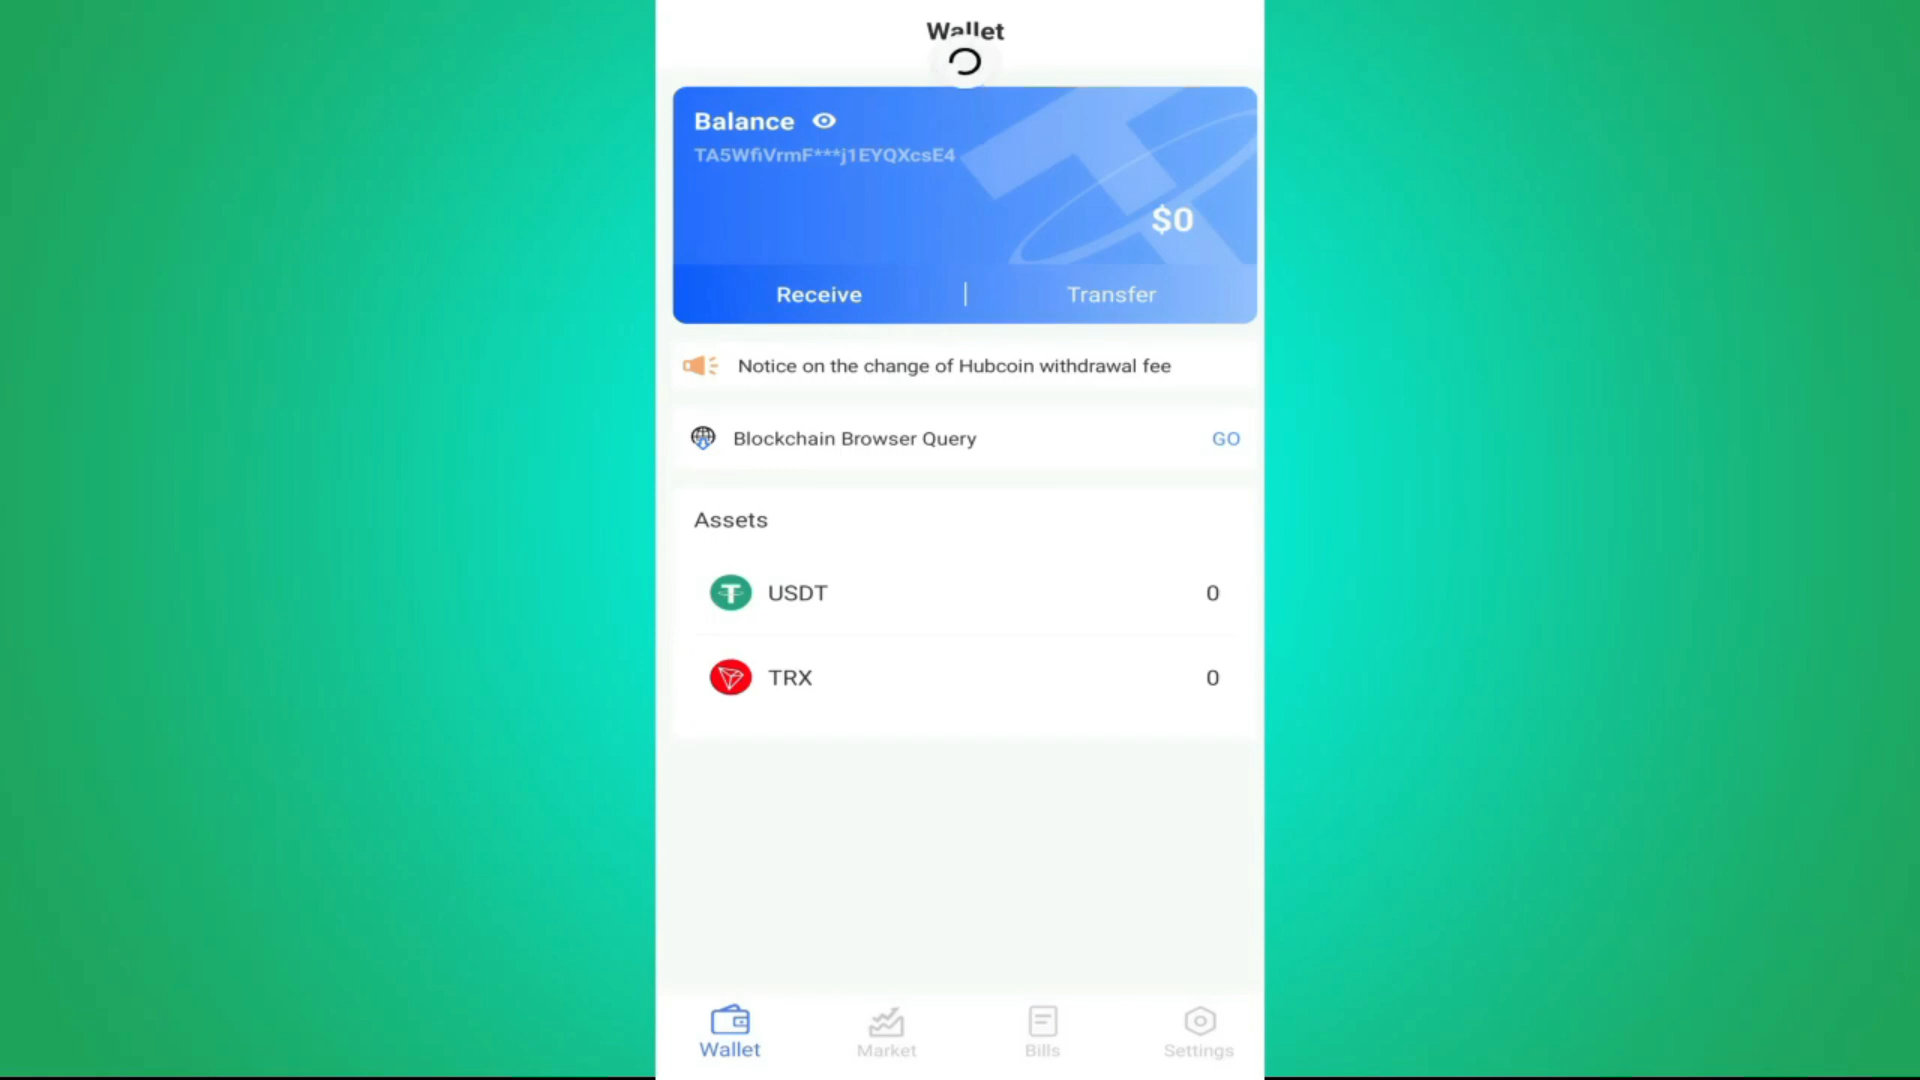 Wallet
Balance
TA5WfiVrmF***j1EYQXcsE4
$0
Receive | Transfer
Notice on the change of Hubcoin withdrawal fee
Blockchain Browser Query GO
Assets
USDT 0
TRX 0
Wallet Market Bills Settings